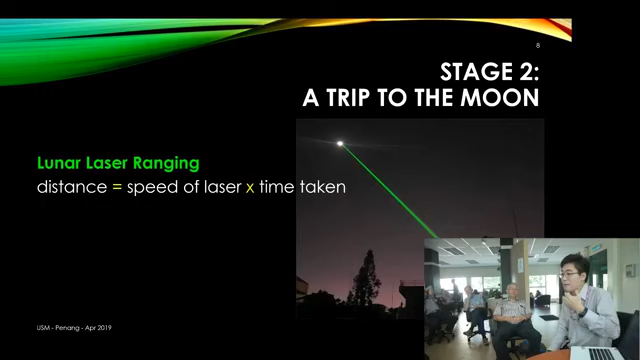 8
STAGE 2:
A TRIP TO THE MOON
Lunar Laser Ranging
distance = speed of laser x time taken
USM - Penang - Apr 2019